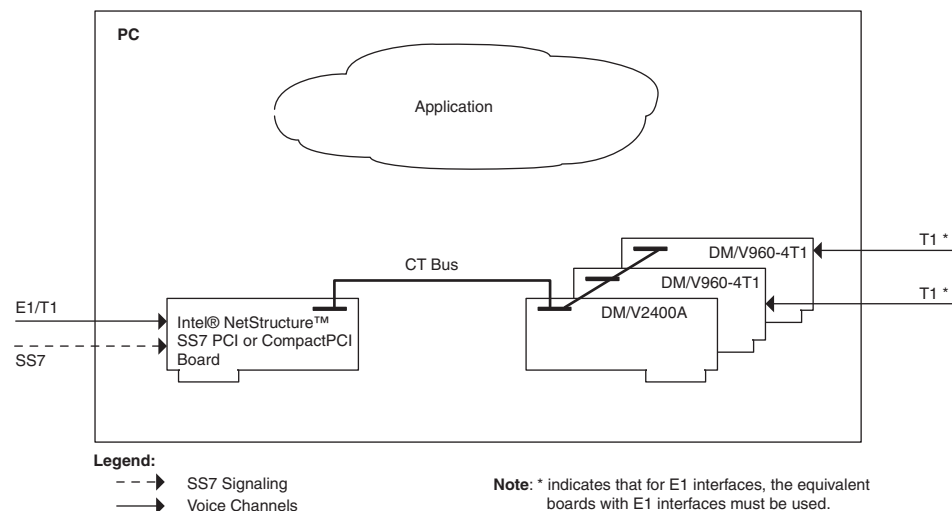 PC
Application
T1 *
DM/V960-4T1
CT Bus
DM/V960-4T1
T1 *
E1/T1
DM/V2400A
Intel® NetStructure™
SS7 PCI or CompactPCI
Board
SS7
Legend:
SS7 Signaling
Voice Channels
Note: * indicates that for E1 interfaces, the equivalent
boards with E1 interfaces must be used.